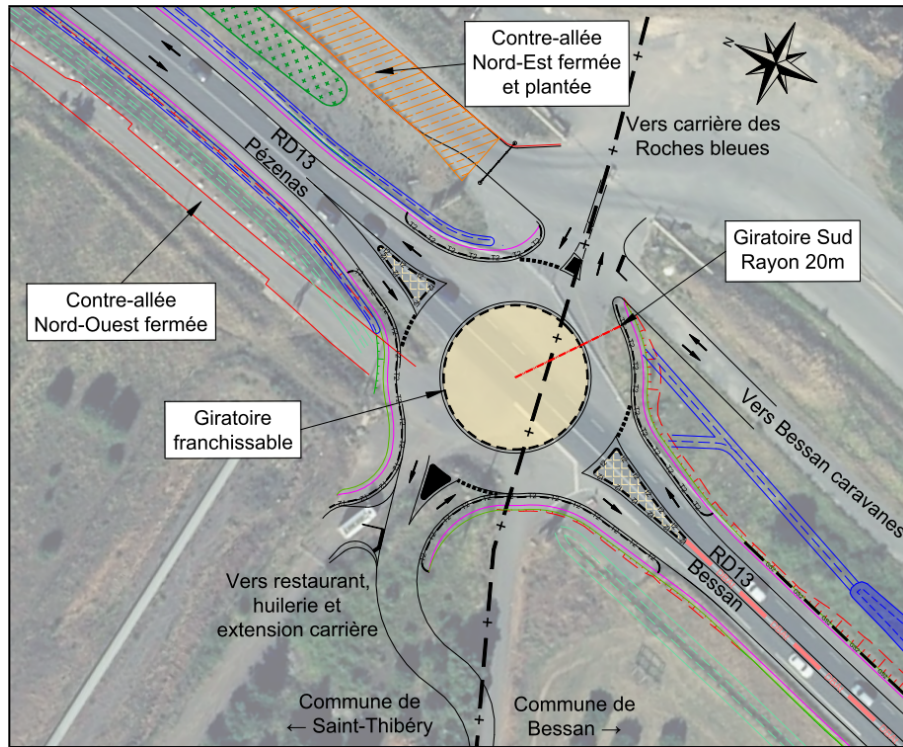 Contre-allée
Nord-Est fermée
et plantée
N
Vers carrière des
Roches bleues
RD13
Pézenas
Giratoire Sud
Rayon 20m
Contre-allée
Nord-Ouest fermée
Giratoire
franchissable
Vers Bessan caravanes
RD13
Bessan
Vers restaurant,
huilerie et
extension carrière
Commune de
← Saint-Thibéry
Commune de
Bessan →